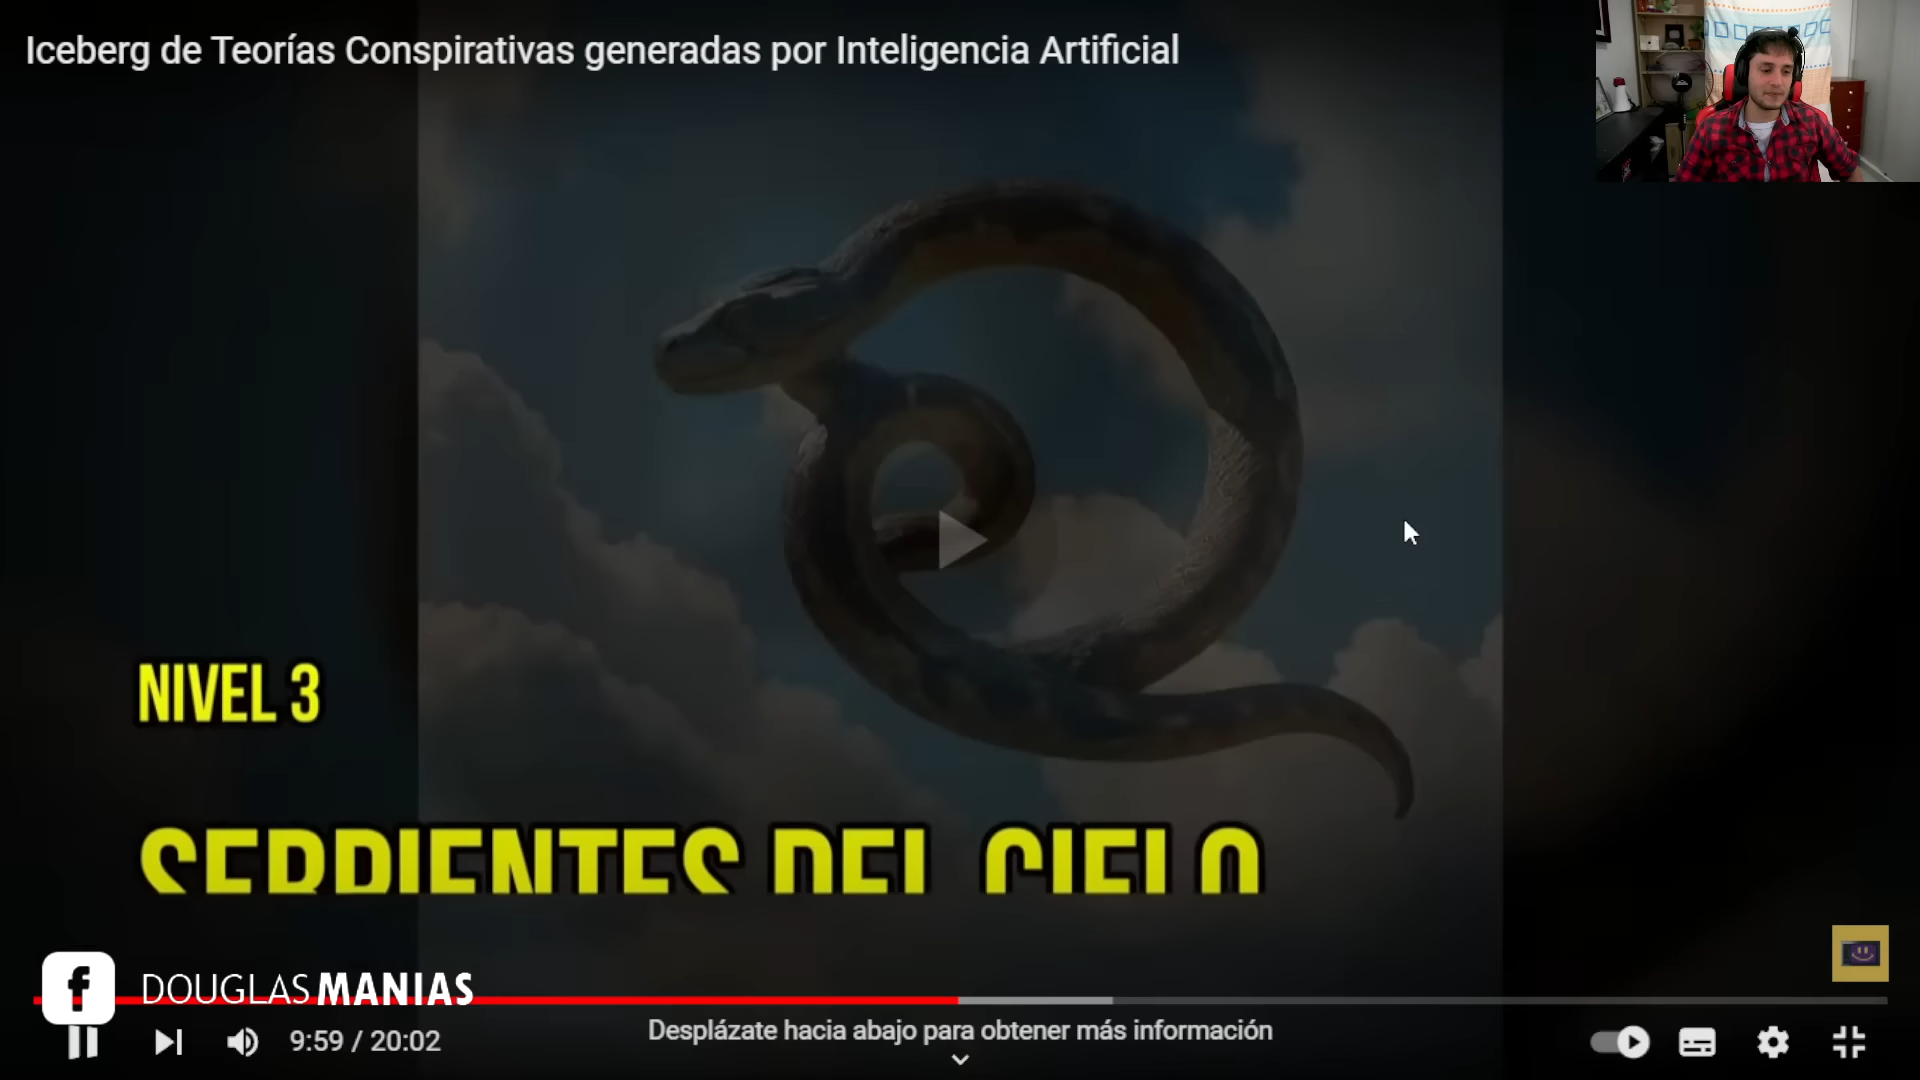 Iceberg de Teorías Conspirativas generadas por Inteligencia Artificial
NIVEL 3
SERPIENTES DEL CIELO
f DOUGLASMANIAS
9:59 / 20:02
Desplázate hacia abajo para obtener más información